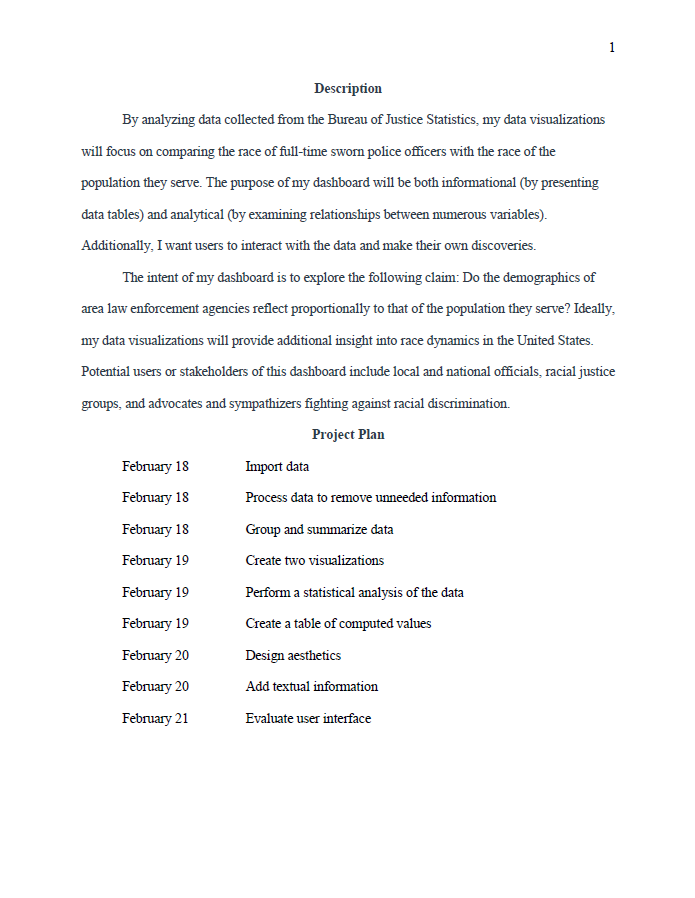 1
Description
By analyzing data collected from the Bureau of Justice Statistics, my data visualizations
will focus on comparing the race of full-time sworn police officers with the race of the
population they serve. The purpose of my dashboard will be both informational (by presenting
data tables) and analytical (by examining relationships between numerous variables).
Additionally, I want users to interact with the data and make their own discoveries.
The intent of my dashboard is to explore the following claim: Do the demographics of
area law enforcement agencies reflect proportionally to that of the population they serve? Ideally,
my data visualizations will provide additional insight into race dynamics in the United States.
Potential users or stakeholders of this dashboard include local and national officials, racial justice
groups, and advocates and sympathizers fighting against racial discrimination.
Project Plan
February 18 Import data
February 18 Process data to remove unneeded information
February 18 Group and summarize data
February 19 Create two visualizations
February 19 Perform a statistical analysis of the data
February 19 Create a table of computed values
February 20 Design aesthetics
February 20 Add textual information
February 21 Evaluate user interface